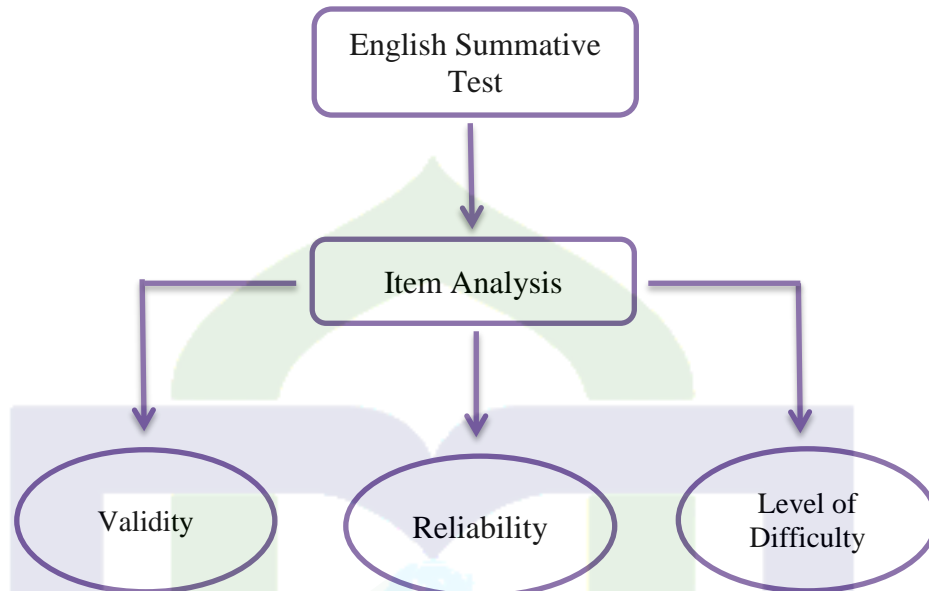 English Summative
Test
Item Analysis
Validity
Reliability
Level of
Difficulty